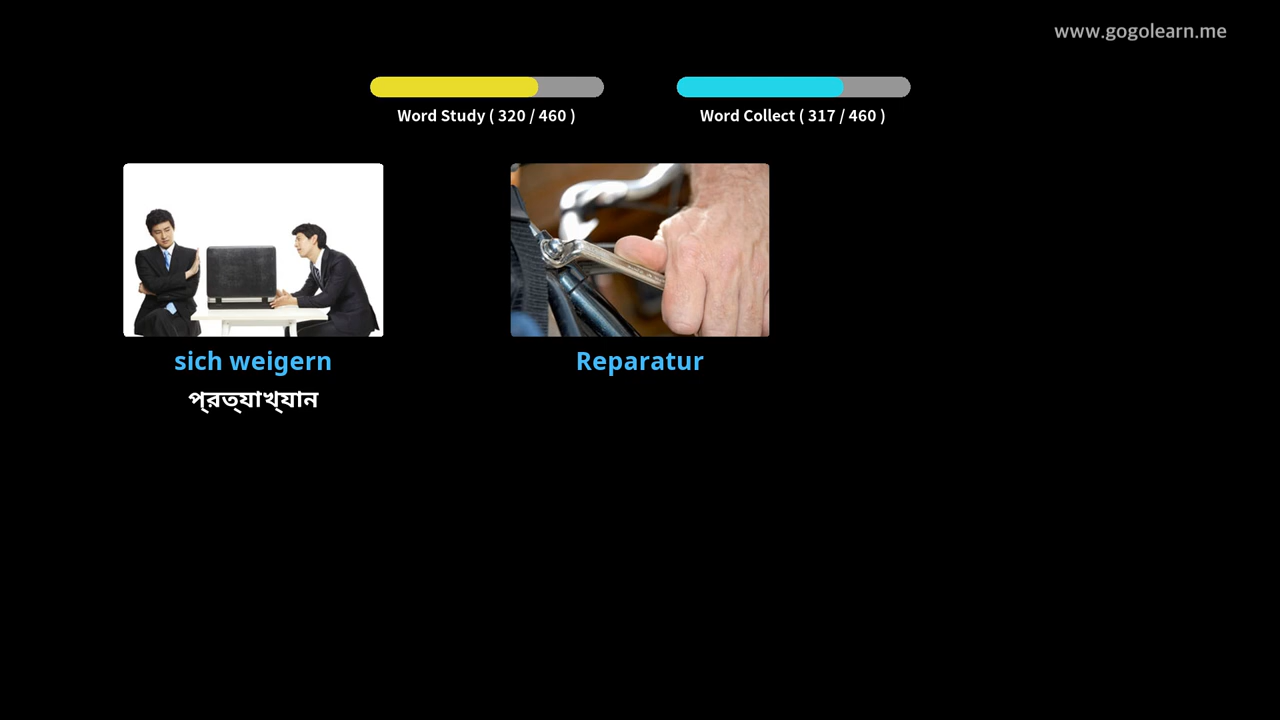 www.gogolearn.me
Word Study ( 320 / 460 )
Word Collect ( 317 / 460 )
sich weigern
Reparatur
প্রত্যাখ্যান